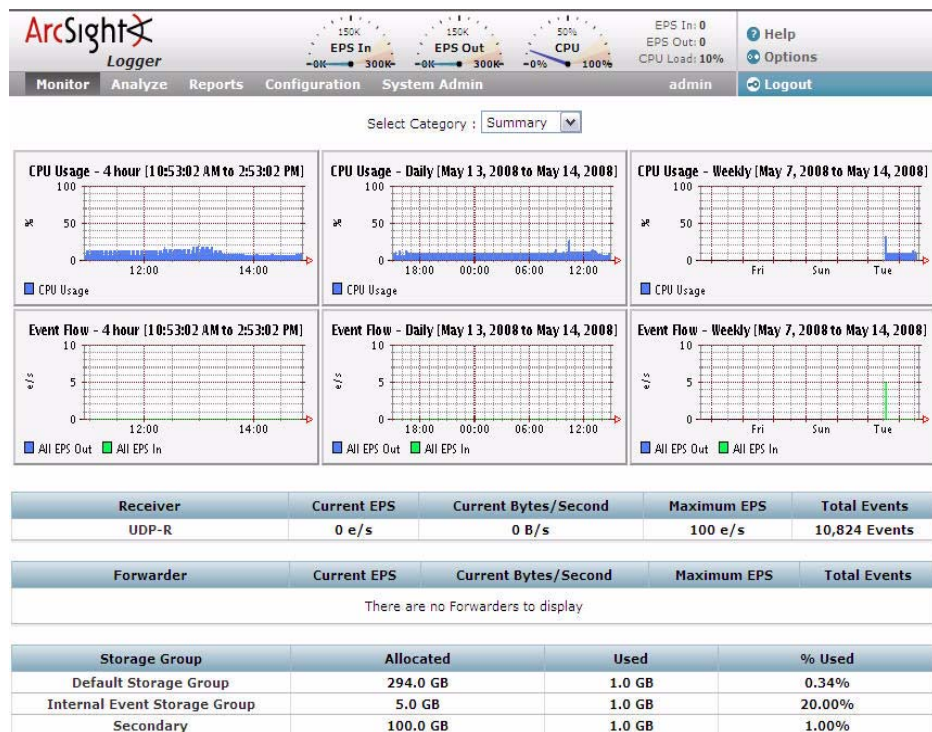 ArcSight
Logger
150K
EPS In
0K 300K
150K
EPS Out
0K 300K
50%
CPU
0% 100%
EPS In: 0
EPS Out: 0
CPU Load: 10%
Help
Options
Monitor Analyze Reports Configuration System Admin admin Logout
Select Category : Summary
CPU Usage - 4 hour [10:53:02 AM to 2:53:02 PM]
100
%
50
0
12:00 14:00
CPU Usage
CPU Usage - Daily [May 13, 2008 to May 14, 2008]
100
%
50
0
18:00 00:00 06:00 12:00
CPU Usage
CPU Usage - Weekly [May 7, 2008 to May 14, 2008]
100
%
50
0
Fri Sun Tue
CPU Usage
Event Flow - 4 hour [10:53:02 AM to 2:53:02 PM]
10
e/s
5
0
12:00 14:00
All EPS Out All EPS In
Event Flow - Daily [May 13, 2008 to May 14, 2008]
10
e/s
5
0
18:00 00:00 06:00 12:00
All EPS Out All EPS In
Event Flow - Weekly [May 7, 2008 to May 14, 2008]
10
e/s
5
0
Fri Sun Tue
All EPS Out All EPS In
Receiver Current EPS Current Bytes/Second Maximum EPS Total Events
UDP-R 0 e/s 0 B/s 100 e/s 10,824 Events
Forwarder Current EPS Current Bytes/Second Maximum EPS Total Events
There are no Forwarders to display
Storage Group Allocated Used % Used
Default Storage Group 294.0 GB 1.0 GB 0.34%
Internal Event Storage Group 5.0 GB 1.0 GB 20.00%
Secondary 100.0 GB 1.0 GB 1.00%